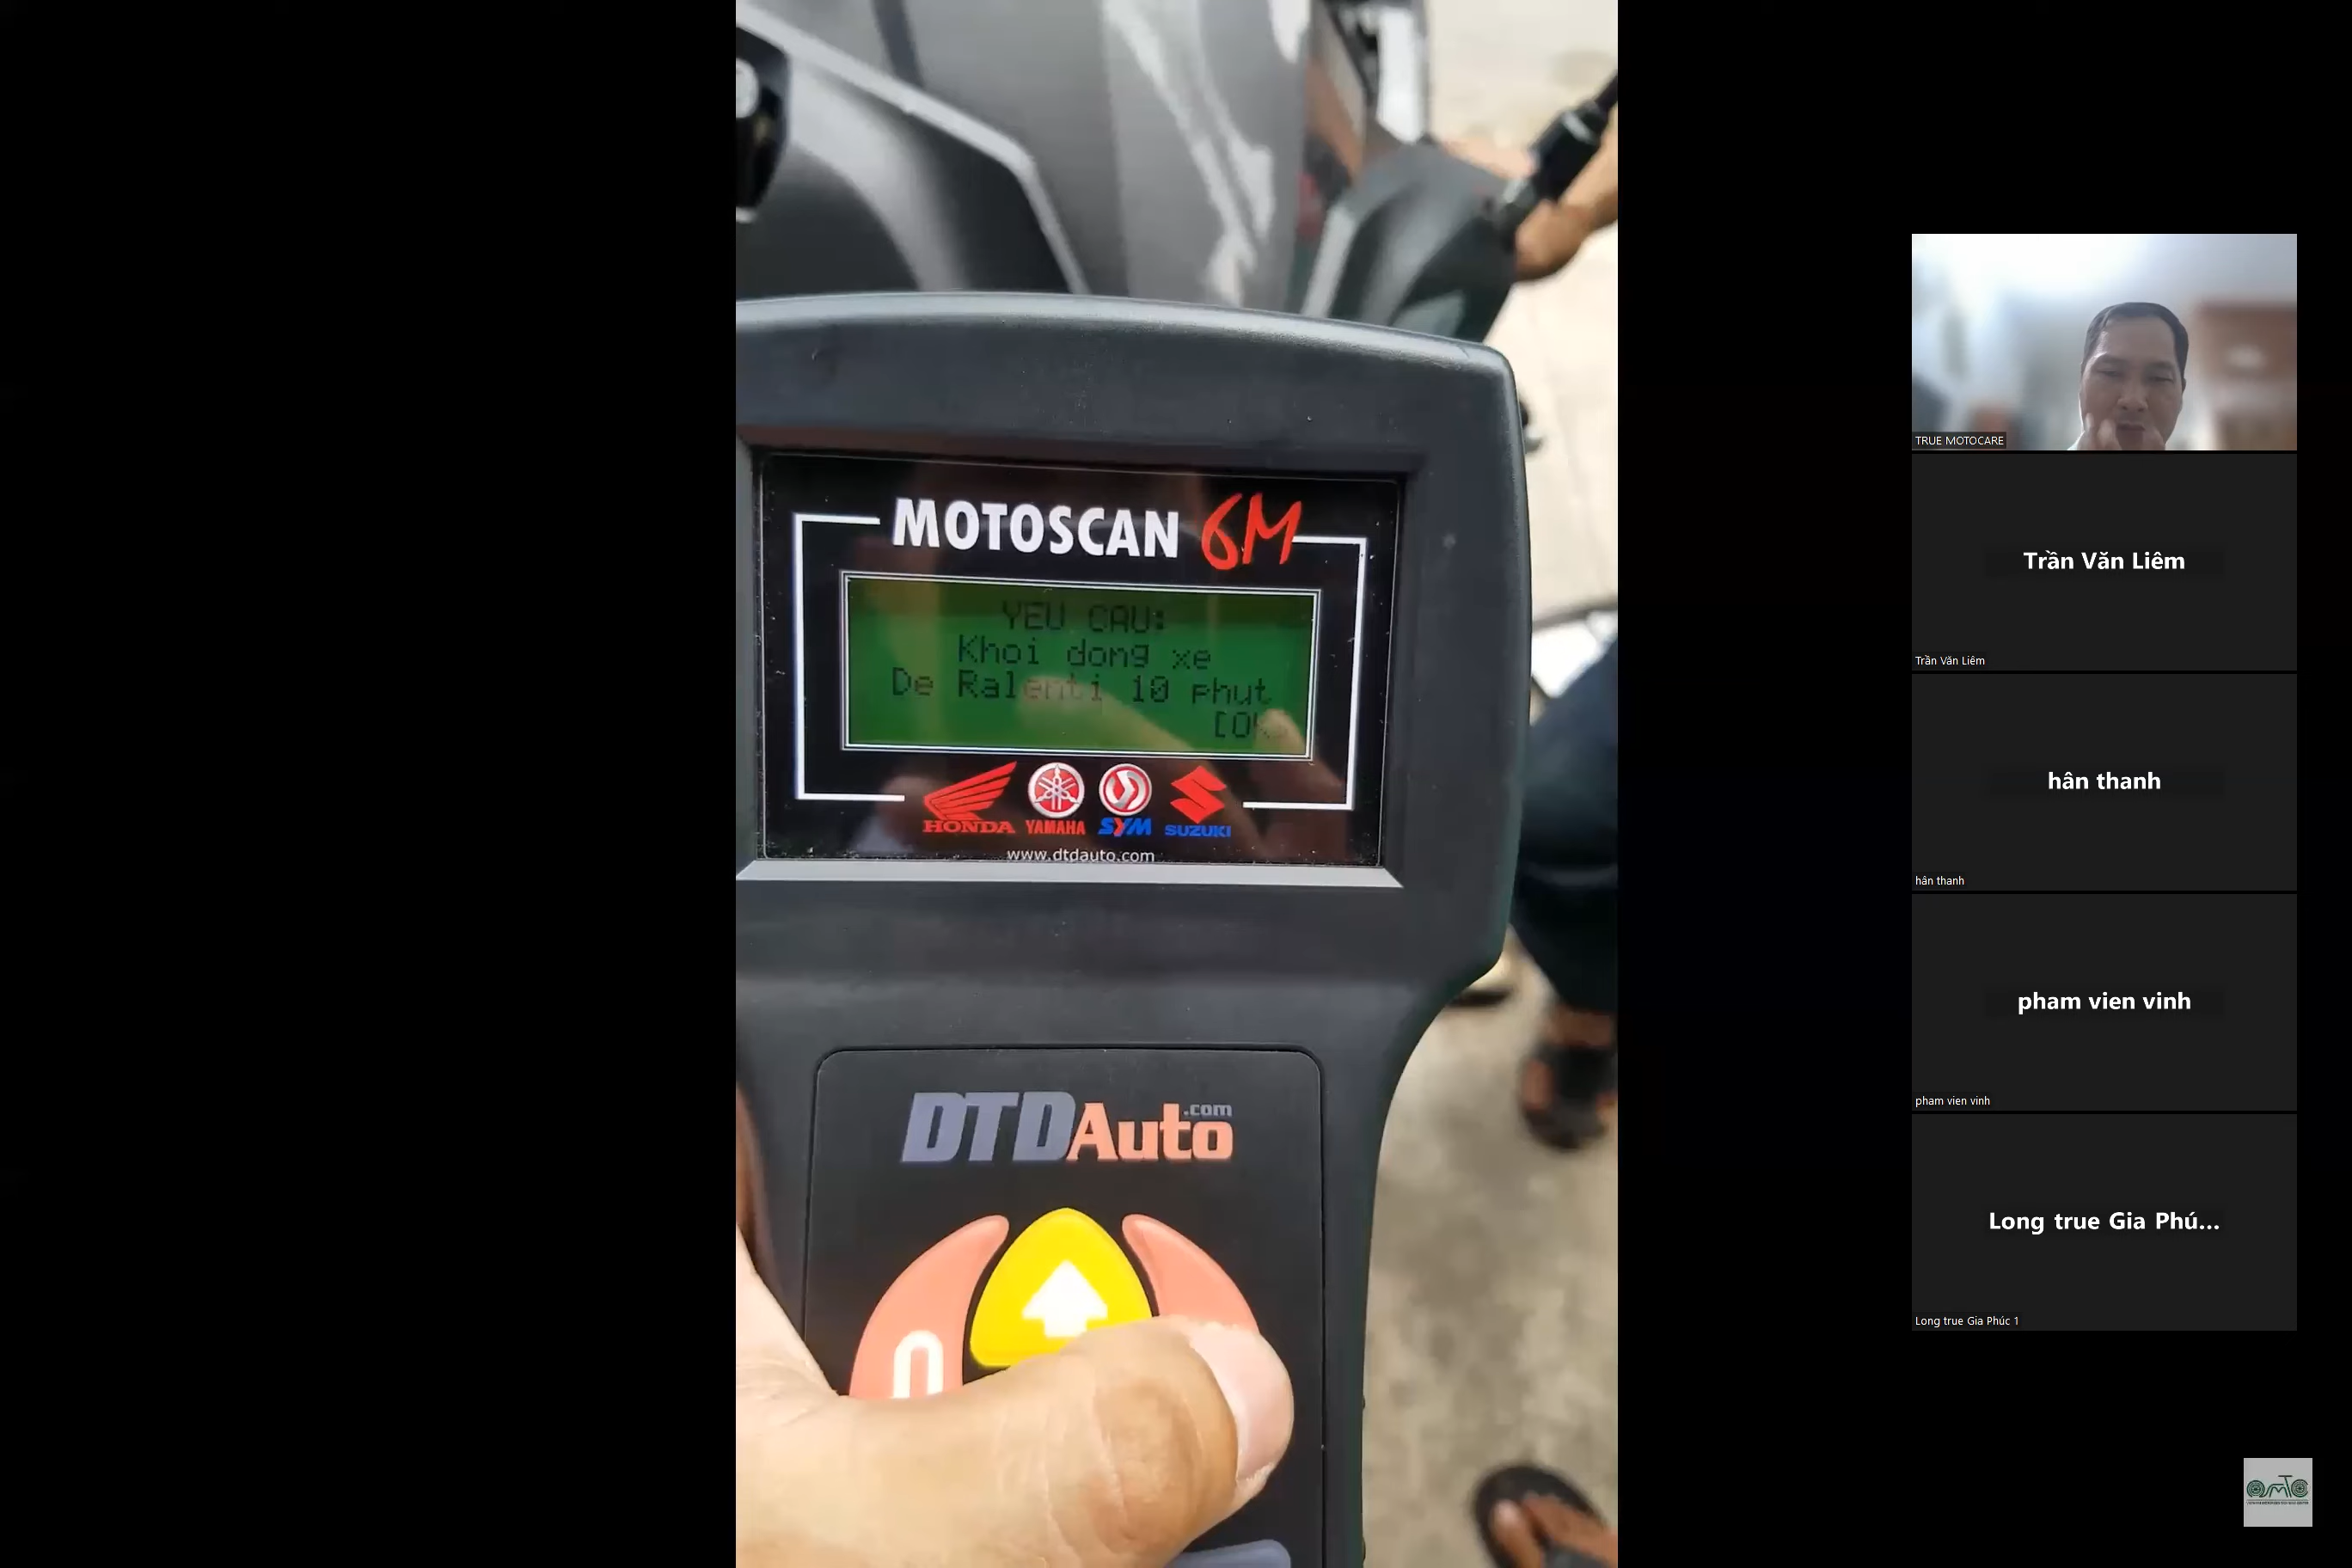 MOTOSCAN 6M
YEU CAU:
Khoi dong xe
De Ralenti 10 phut
HONDA YAMAHA SYM SUZUKI
www.dtdauto.com
DTDAuto.com
TRUE MOTOCARE
Trần Văn Liêm
Trần Văn Liêm
hân thanh
hân thanh
pham vien vinh
pham vien vinh
Long true Gia Phú...
Long true Gia Phúc 1